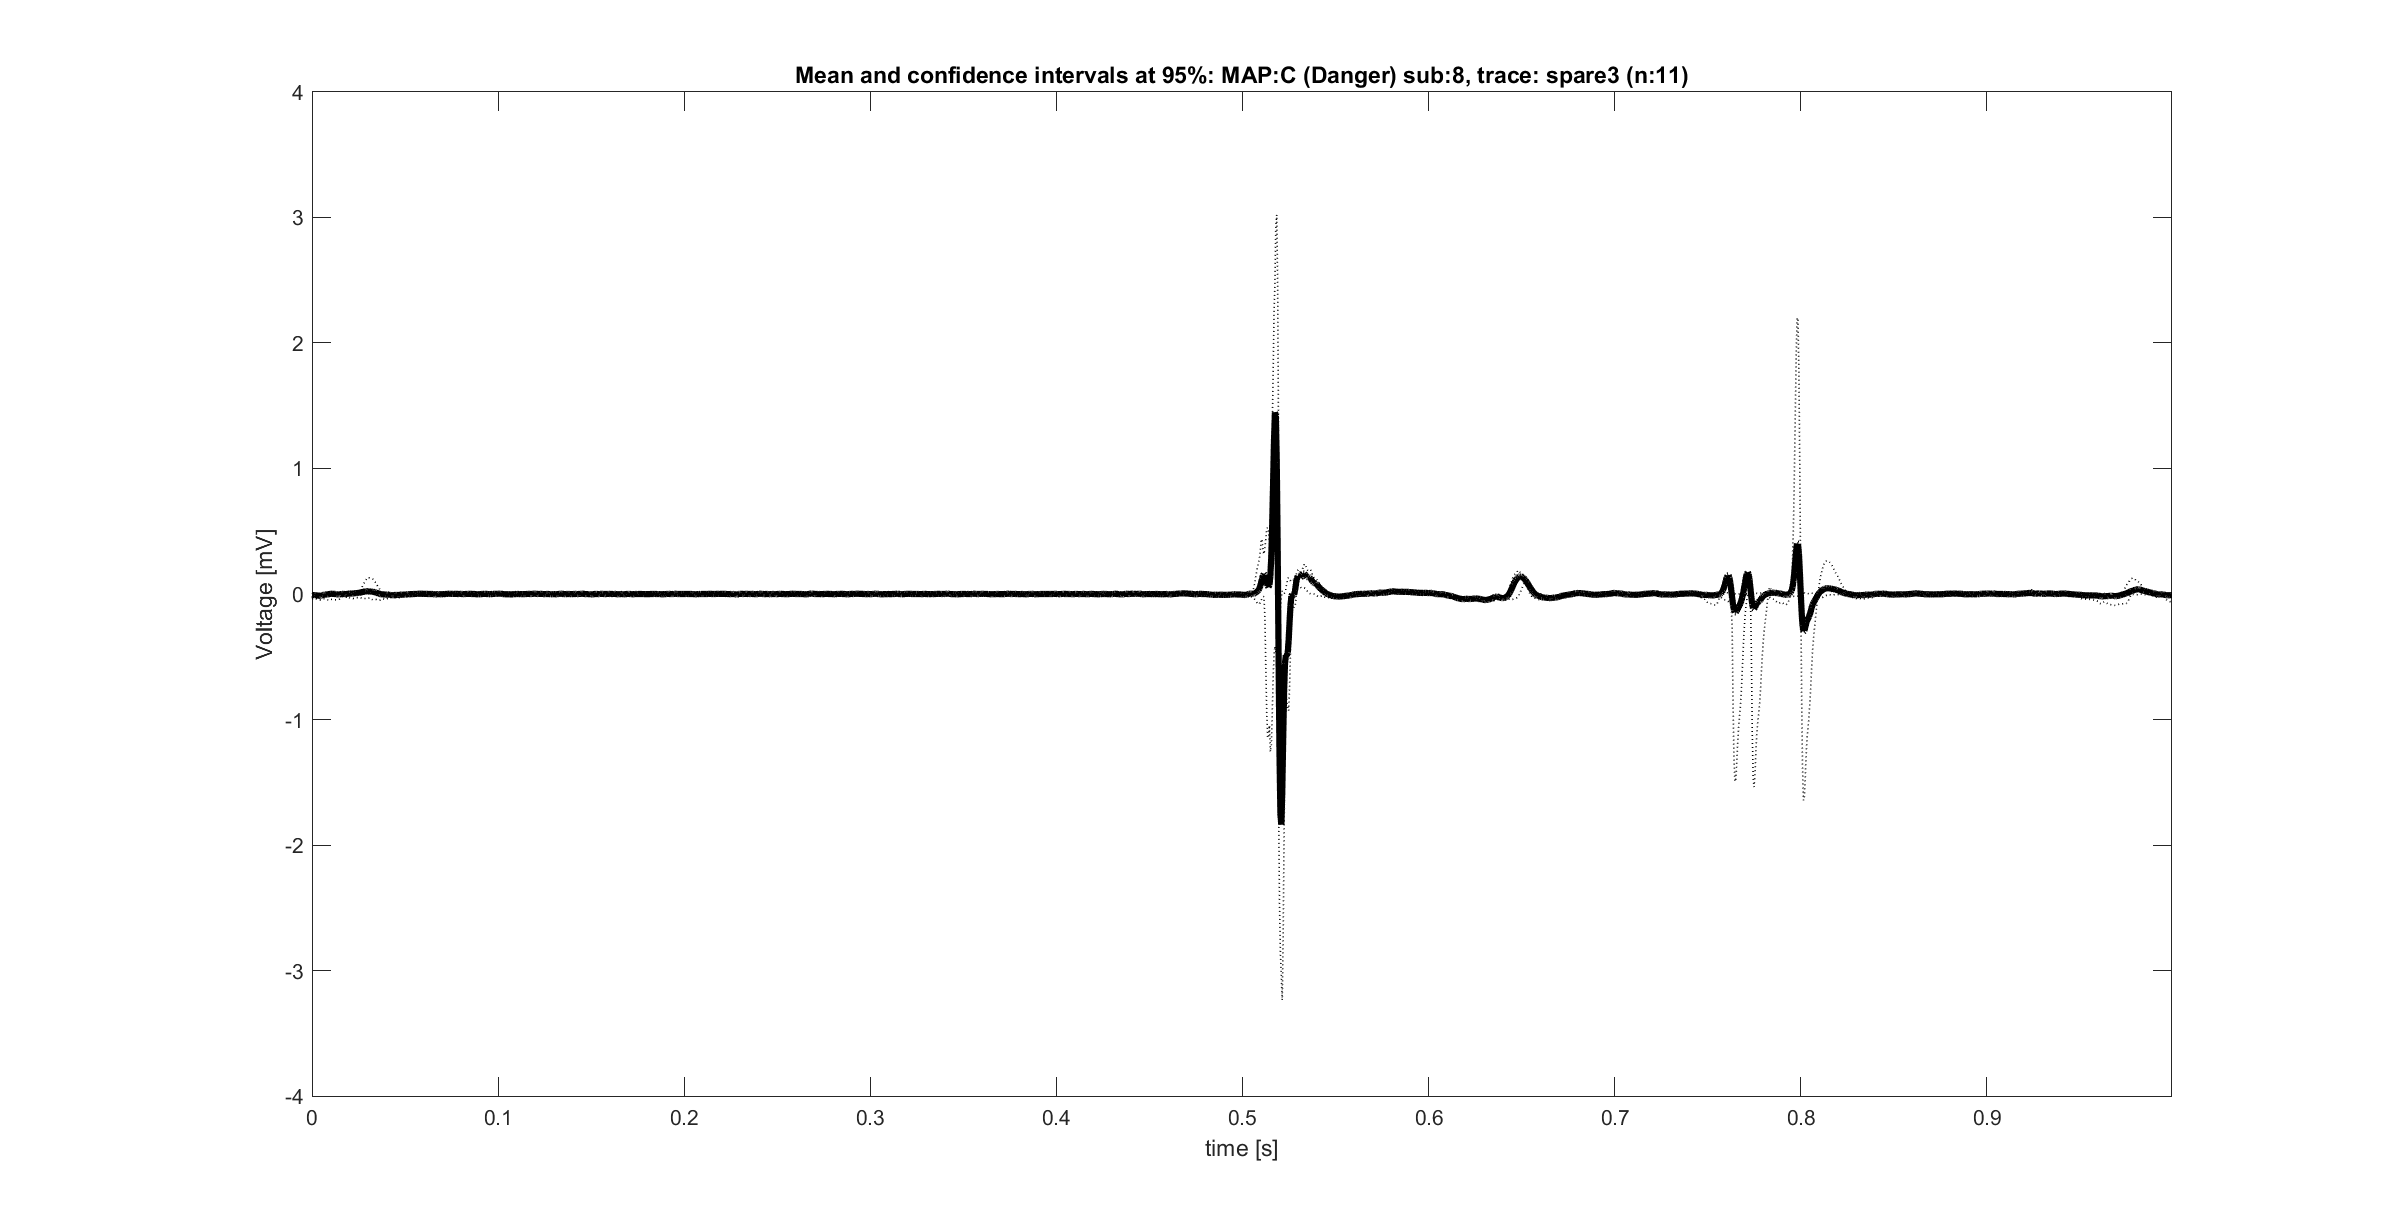 Mean and confidence intervals at 95%: MAP:C (Danger) sub:8, trace: spare3 (n:11)
4
3
2
1
0
-1
-2
-3
-4
Voltage [mV]
0 0.1 0.2 0.3 0.4 0.5 0.6 0.7 0.8 0.9
time [s]